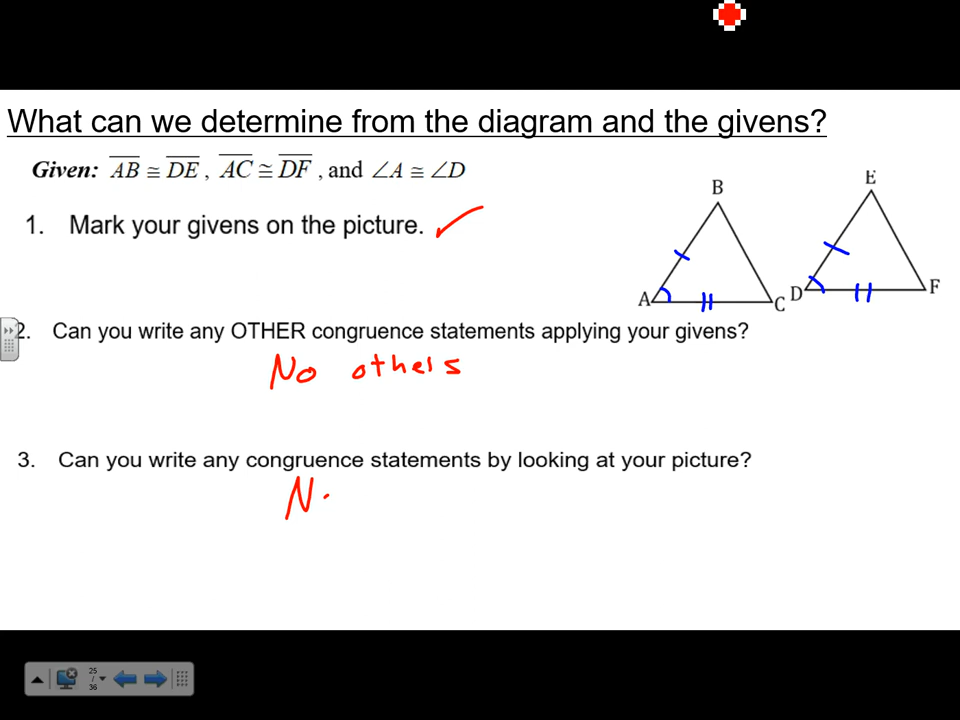 What can we determine from the diagram and the givens?
Given: AB ≅ DE , AC ≅ DF , and ∠A ≅ ∠D
1. Mark your givens on the picture.
B
E
A
C
D
F
2. Can you write any OTHER congruence statements applying your givens?
No others
3. Can you write any congruence statements by looking at your picture?
N
25
/
36